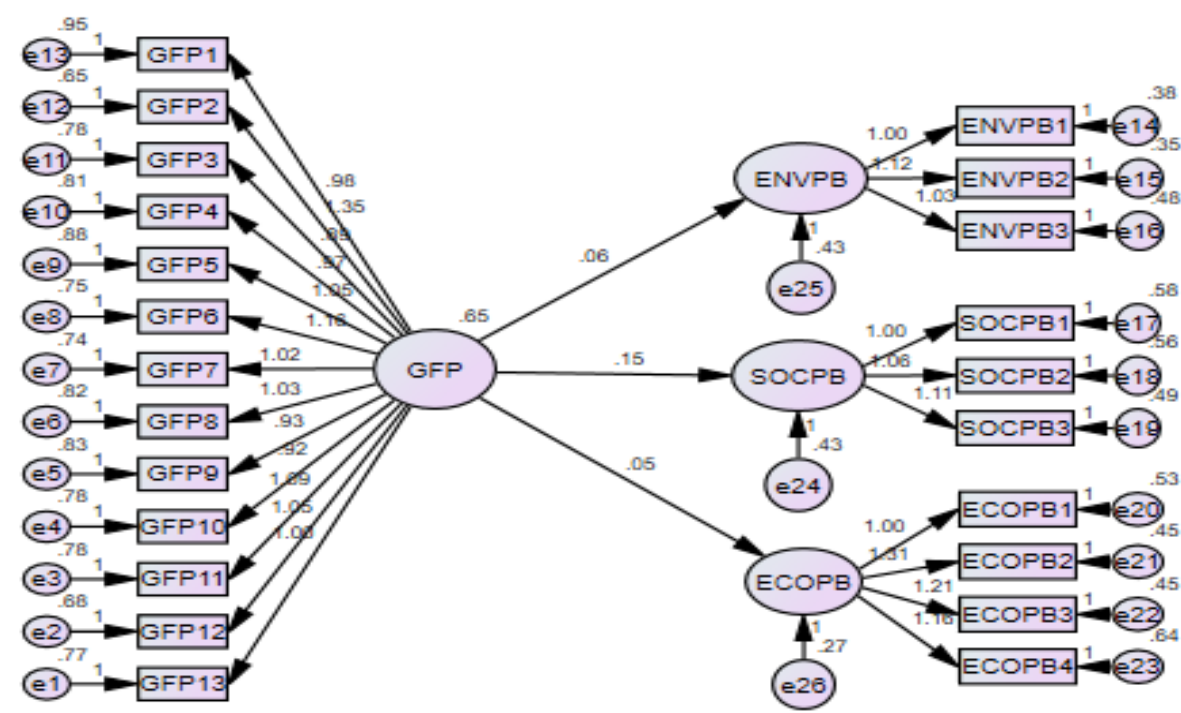 .95
e13 1 GFP1
.65
e12 1 GFP2
.78
e11 1 GFP3
.81
e10 1 GFP4
.88
e9 1 GFP5
.75
e8 1 GFP6
.74
e7 1 GFP7
.82
e6 1 GFP8
.83
e5 1 GFP9
.78
e4 1 GFP10
.78
e3 1 GFP11
.68
e2 1 GFP12
.77
e1 1 GFP13
.98
1.35
.97
1.05
1.16
1.02
1.03
.93
.92
1.05
GFP
.65
.06
.15
.05
ENVPB
1
.43
e25
SOCPB
1
.43
e24
ECOPB
1
.27
e26
1.00
1.12
1.03
.38
ENVPB1 1 e14
.35
ENVPB2 1 e15
.48
ENVPB3 1 e16
1.00
1.06
1.11
.58
SOCPB1 1 e17
.56
SOCPB2 1 e18
.49
SOCPB3 1 e19
1.00
1.31
1.21
1.16
.53
ECOPB1 1 e20
.45
ECOPB2 1 e21
.45
ECOPB3 1 e22
.64
ECOPB4 1 e23